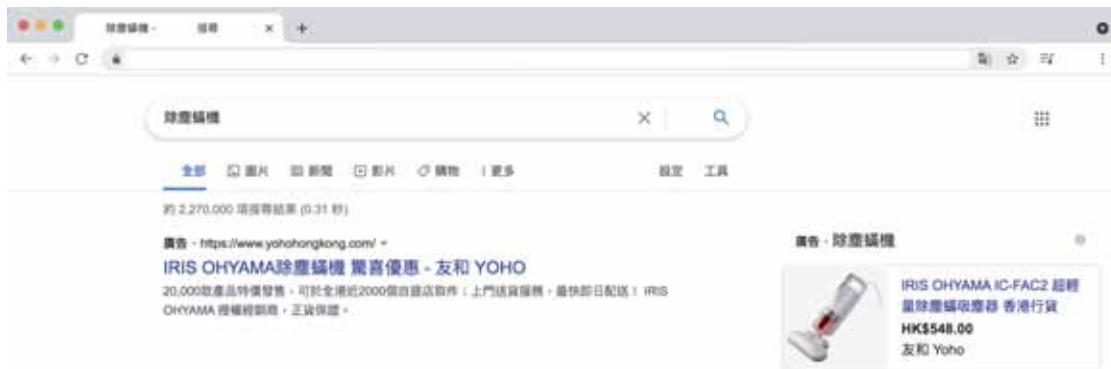 除塵蟎機 - 搜尋
除塵蟎機
全部 圖片 新聞 影片 購物 更多 設定 工具
約 2,270,000 項搜尋結果 (0.31 秒)
廣告 · https://www.yohohongkong.com/
IRIS OHYAMA除塵蟎機 驚喜優惠 - 友和 YOHO
20,000款產品特價發售。可於全港近2000個自提店取件；上門送貨服務，最快即日配送！ IRIS
OHYAMA 授權經銷商，正貨保證。
廣告 · 除塵蟎機
IRIS OHYAMA IC-FAC2 超輕
量除塵蟎吸塵器 香港行貨
HK$548.00
友和 Yoho